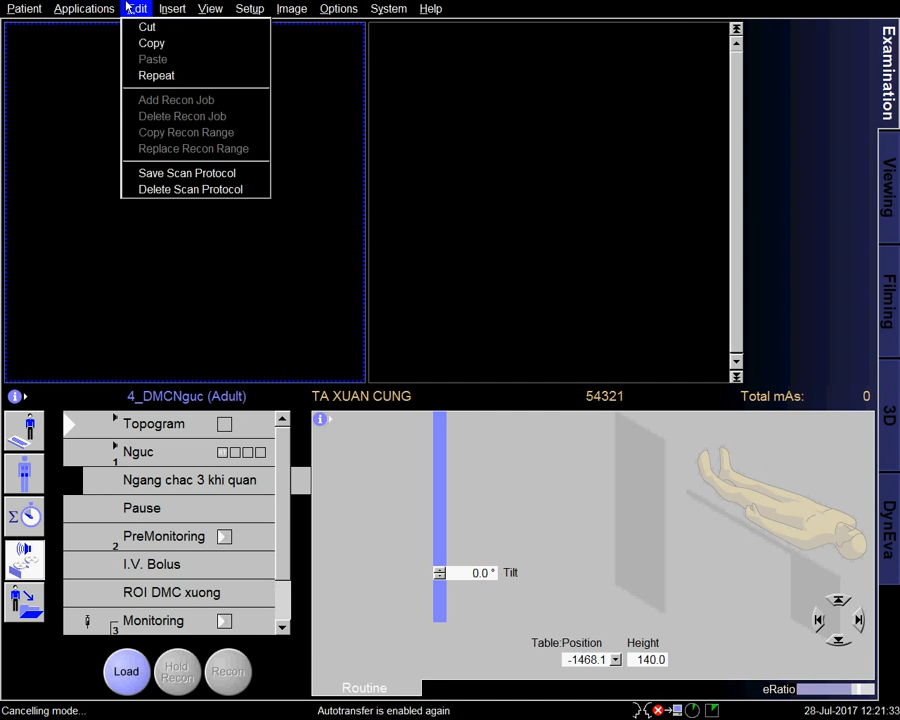 Patient Applications Edit Insert View Setup Image Options System Help
Cut
Copy
Paste
Repeat
Add Recon Job
Delete Recon Job
Copy Recon Range
Replace Recon Range
Save Scan Protocol
Delete Scan Protocol
Examination
Viewing
Filming
3D
DynEva
4_DMCNguc (Adult) TA XUAN CUNG 54321 Total mAs: 0
Topogram
1 Nguc
Ngang chac 3 khi quan
Pause
2 PreMonitoring
I.V. Bolus
ROI DMC xuong
3 Monitoring
Load
Hold Recon
Recon
0.0 ° Tilt
Table:Position Height
-1468.1 140.0
Routine
eRatio
Cancelling mode... Autotransfer is enabled again 28-Jul-2017 12:21:33